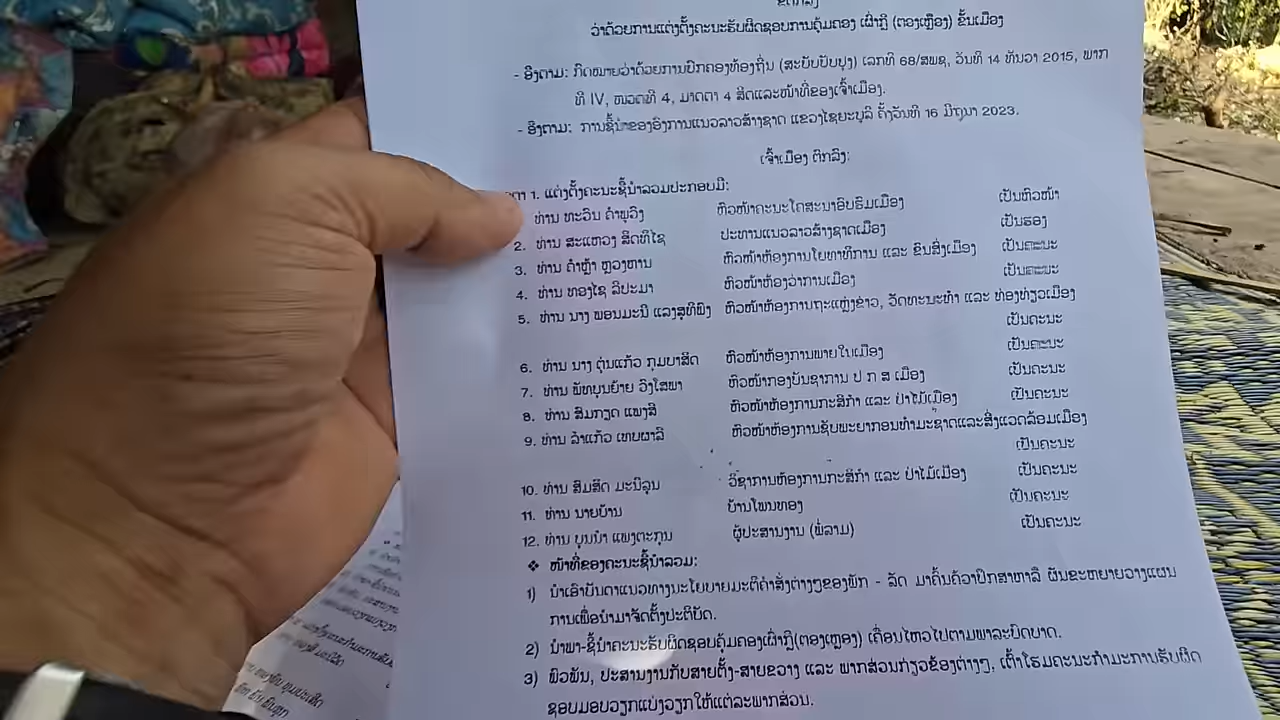 ຂໍ້ຕົກລົງ
ວ່າດ້ວຍການແຕ່ງຕັ້ງຄະນະຮັບຜິດຊອບການຄຸ້ມຄອງ ເຜົ່າມຼິ (ຕອງເຫຼືອງ) ຂັ້ນເມືອງ
- ອີງຕາມ: ກົດໝາຍວ່າດ້ວຍການປົກຄອງທ້ອງຖິ່ນ (ສະບັບປັບປຸງ) ເລກທີ 68/ສພຊ, ວັນທີ 14 ທັນວາ 2015, ພາກ
ທີ IV, ໝວດທີ 4, ມາດຕາ 4 ສິດແລະໜ້າທີ່ຂອງເຈົ້າເມືອງ.
- ອີງຕາມ: ການຊີ້ນຳຂອງອົງການແນວລາວສ້າງຊາດ ແຂວງໄຊຍະບູລີ ຄັ້ງວັນທີ 16 ມິຖຸນາ 2023.
ເຈົ້າເມືອງ ຕົກລົງ:
1. ແຕ່ງຕັ້ງຄະນະຊີ້ນຳລວມປະກອບມີ:
ທ່ານ ທະວິນ ຄຳພູວົງ ຫົວໜ້າຄະນະໂຄສະນາອົບຮົມເມືອງ ເປັນຫົວໜ້າ
2. ທ່ານ ສະແຫວງ ສິດທິໄຊ ປະທານແນວລາວສ້າງຊາດເມືອງ ເປັນຮອງ
3. ທ່ານ ຄຳຫຼ້າ ຫຼວງຫານ ຫົວໜ້າຫ້ອງການໂຍທາທິການ ແລະ ຂົນສົ່ງເມືອງ ເປັນຄະນະ
4. ທ່ານ ທອງໄຊ ລີປະມາ ຫົວໜ້າຫ້ອງວ່າການເມືອງ ເປັນຄະນະ
5. ທ່ານ ນາງ ພອນມະນີ ແສງສຸທິພົງ ຫົວໜ້າຫ້ອງການຖະແຫຼງຂ່າວ, ວັດທະນະທຳ ແລະ ທ່ອງທ່ຽວເມືອງ
ເປັນຄະນະ
6. ທ່ານ ນາງ ຕຸ່ນແກ້ວ ກຸມບາສິດ ຫົວໜ້າຫ້ອງການພາຍໃນເມືອງ ເປັນຄະນະ
7. ທ່ານ ພັທບຸນຍ້າຍ ວົງໂສພາ ຫົວໜ້າກອງບັນຊາການ ປ ກ ສ ເມືອງ ເປັນຄະນະ
8. ທ່ານ ສົມກຽດ ແພງສີ ຫົວໜ້າຫ້ອງການກະສິກຳ ແລະ ປ່າໄມ້ເມືອງ ເປັນຄະນະ
9. ທ່ານ ລຳແກ້ວ ເທບຜາລີ ຫົວໜ້າຫ້ອງການຊັບພະຍາກອນທຳມະຊາດແລະສິ່ງແວດລ້ອມເມືອງ
ເປັນຄະນະ
10. ທ່ານ ສົມສີດ ມະນີລຸນ ວິຊາການຫ້ອງການກະສິກຳ ແລະ ປ່າໄມ້ເມືອງ ເປັນຄະນະ
11. ທ່ານ ນາຍບ້ານ ບ້ານໂພນທອງ ເປັນຄະນະ
12. ທ່ານ ບຸນນຳ ແພງຕະກຸນ ຜູ້ປະສານງານ (ພໍ່ລາມ) ເປັນຄະນະ
❖ ໜ້າທີ່ຂອງຄະນະຊີ້ນຳລວມ:
1) ນຳເອົາບັນດາແນວທາງນະໂຍບາຍມະຕິຄຳສັ່ງຕ່າງໆຂອງພັກ - ລັດ ມາຄົ້ນຄ້ວາປຶກສາຫາລື ຜັນຂະຫຍາຍວາງແຜນ
ການເພື່ອນຳມາຈັດຕັ້ງປະຕິບັດ.
2) ນຳພາ-ຊີ້ນຳຄະນະຮັບຜິດຊອບຄຸ້ມຄອງເຜົ່າມຼິ(ຕອງເຫຼອງ) ເຄື່ອນໄຫວໄປຕາມພາລະບົດບາດ.
3) ພົວພັນ, ປະສານງານກັບສາຍຕັ້ງ-ສາຍຂວາງ ແລະ ພາກສ່ວນກ່ຽວຂ້ອງຕ່າງໆ, ເຕົ້າໂຮມຄະນະກຳມະການຮັບຜິດ
ຊອບມອບວຽກແບ່ງວຽກໃຫ້ແຕ່ລະພາກສ່ວນ.